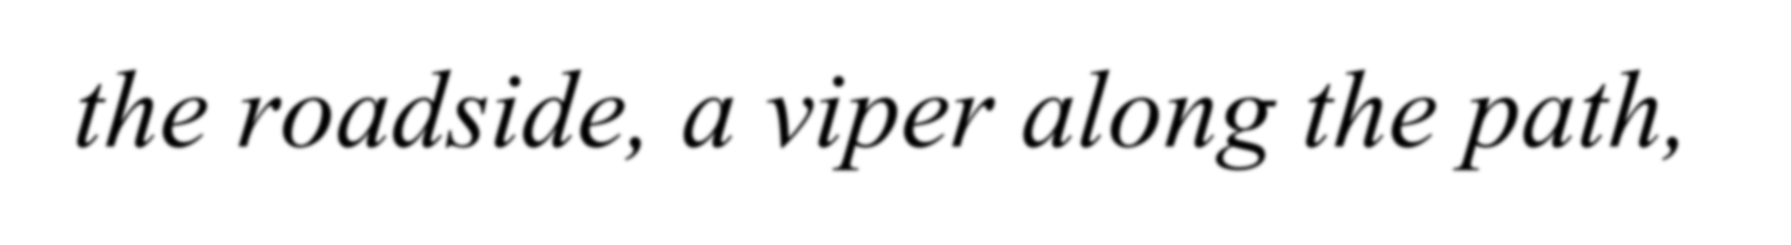 the roadside, a viper along the path,